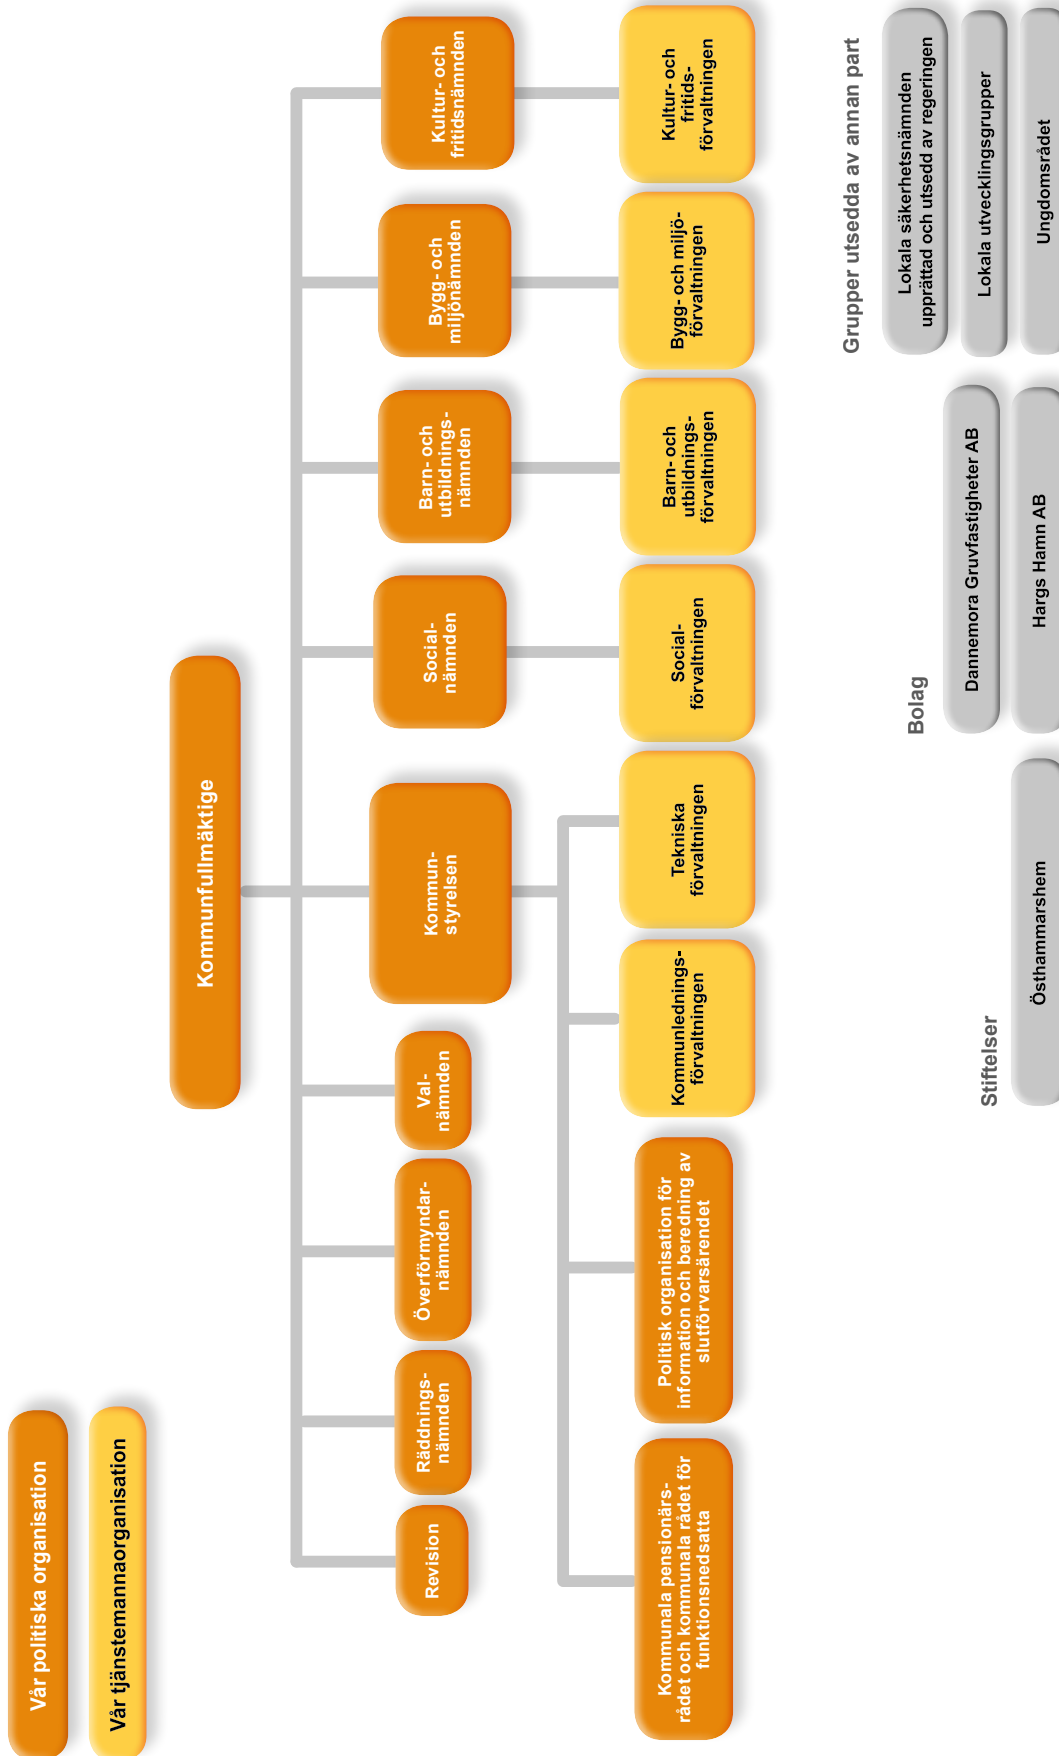 Vår politiska organisation
Vår tjänstemannaorganisation
Kommunfullmäktige
Revision
Räddnings-
nämnden
Överförmyndar-
nämnden
Val-
nämnden
Kommun-
styrelsen
Social-
nämnden
Barn- och
utbildnings-
nämnden
Bygg- och
miljönämnden
Kultur- och
fritidsnämnden
Kommunala pensionärs-
rådet och kommunala rådet för
funktionsnedsatta
Politisk organisation för
information och beredning av
slutförvarsärendet
Kommunlednings-
förvaltningen
Tekniska
förvaltningen
Social-
förvaltningen
Barn- och
utbildnings-
förvaltningen
Bygg- och miljö-
förvaltningen
Kultur- och
fritids-
förvaltningen
Stiftelser
Östhammarshem
Bolag
Dannemora Gruvfastigheter AB
Hargs Hamn AB
Grupper utsedda av annan part
Lokala säkerhetsnämnden
upprättad och utsedd av regeringen
Lokala utvecklingsgrupper
Ungdomsrådet